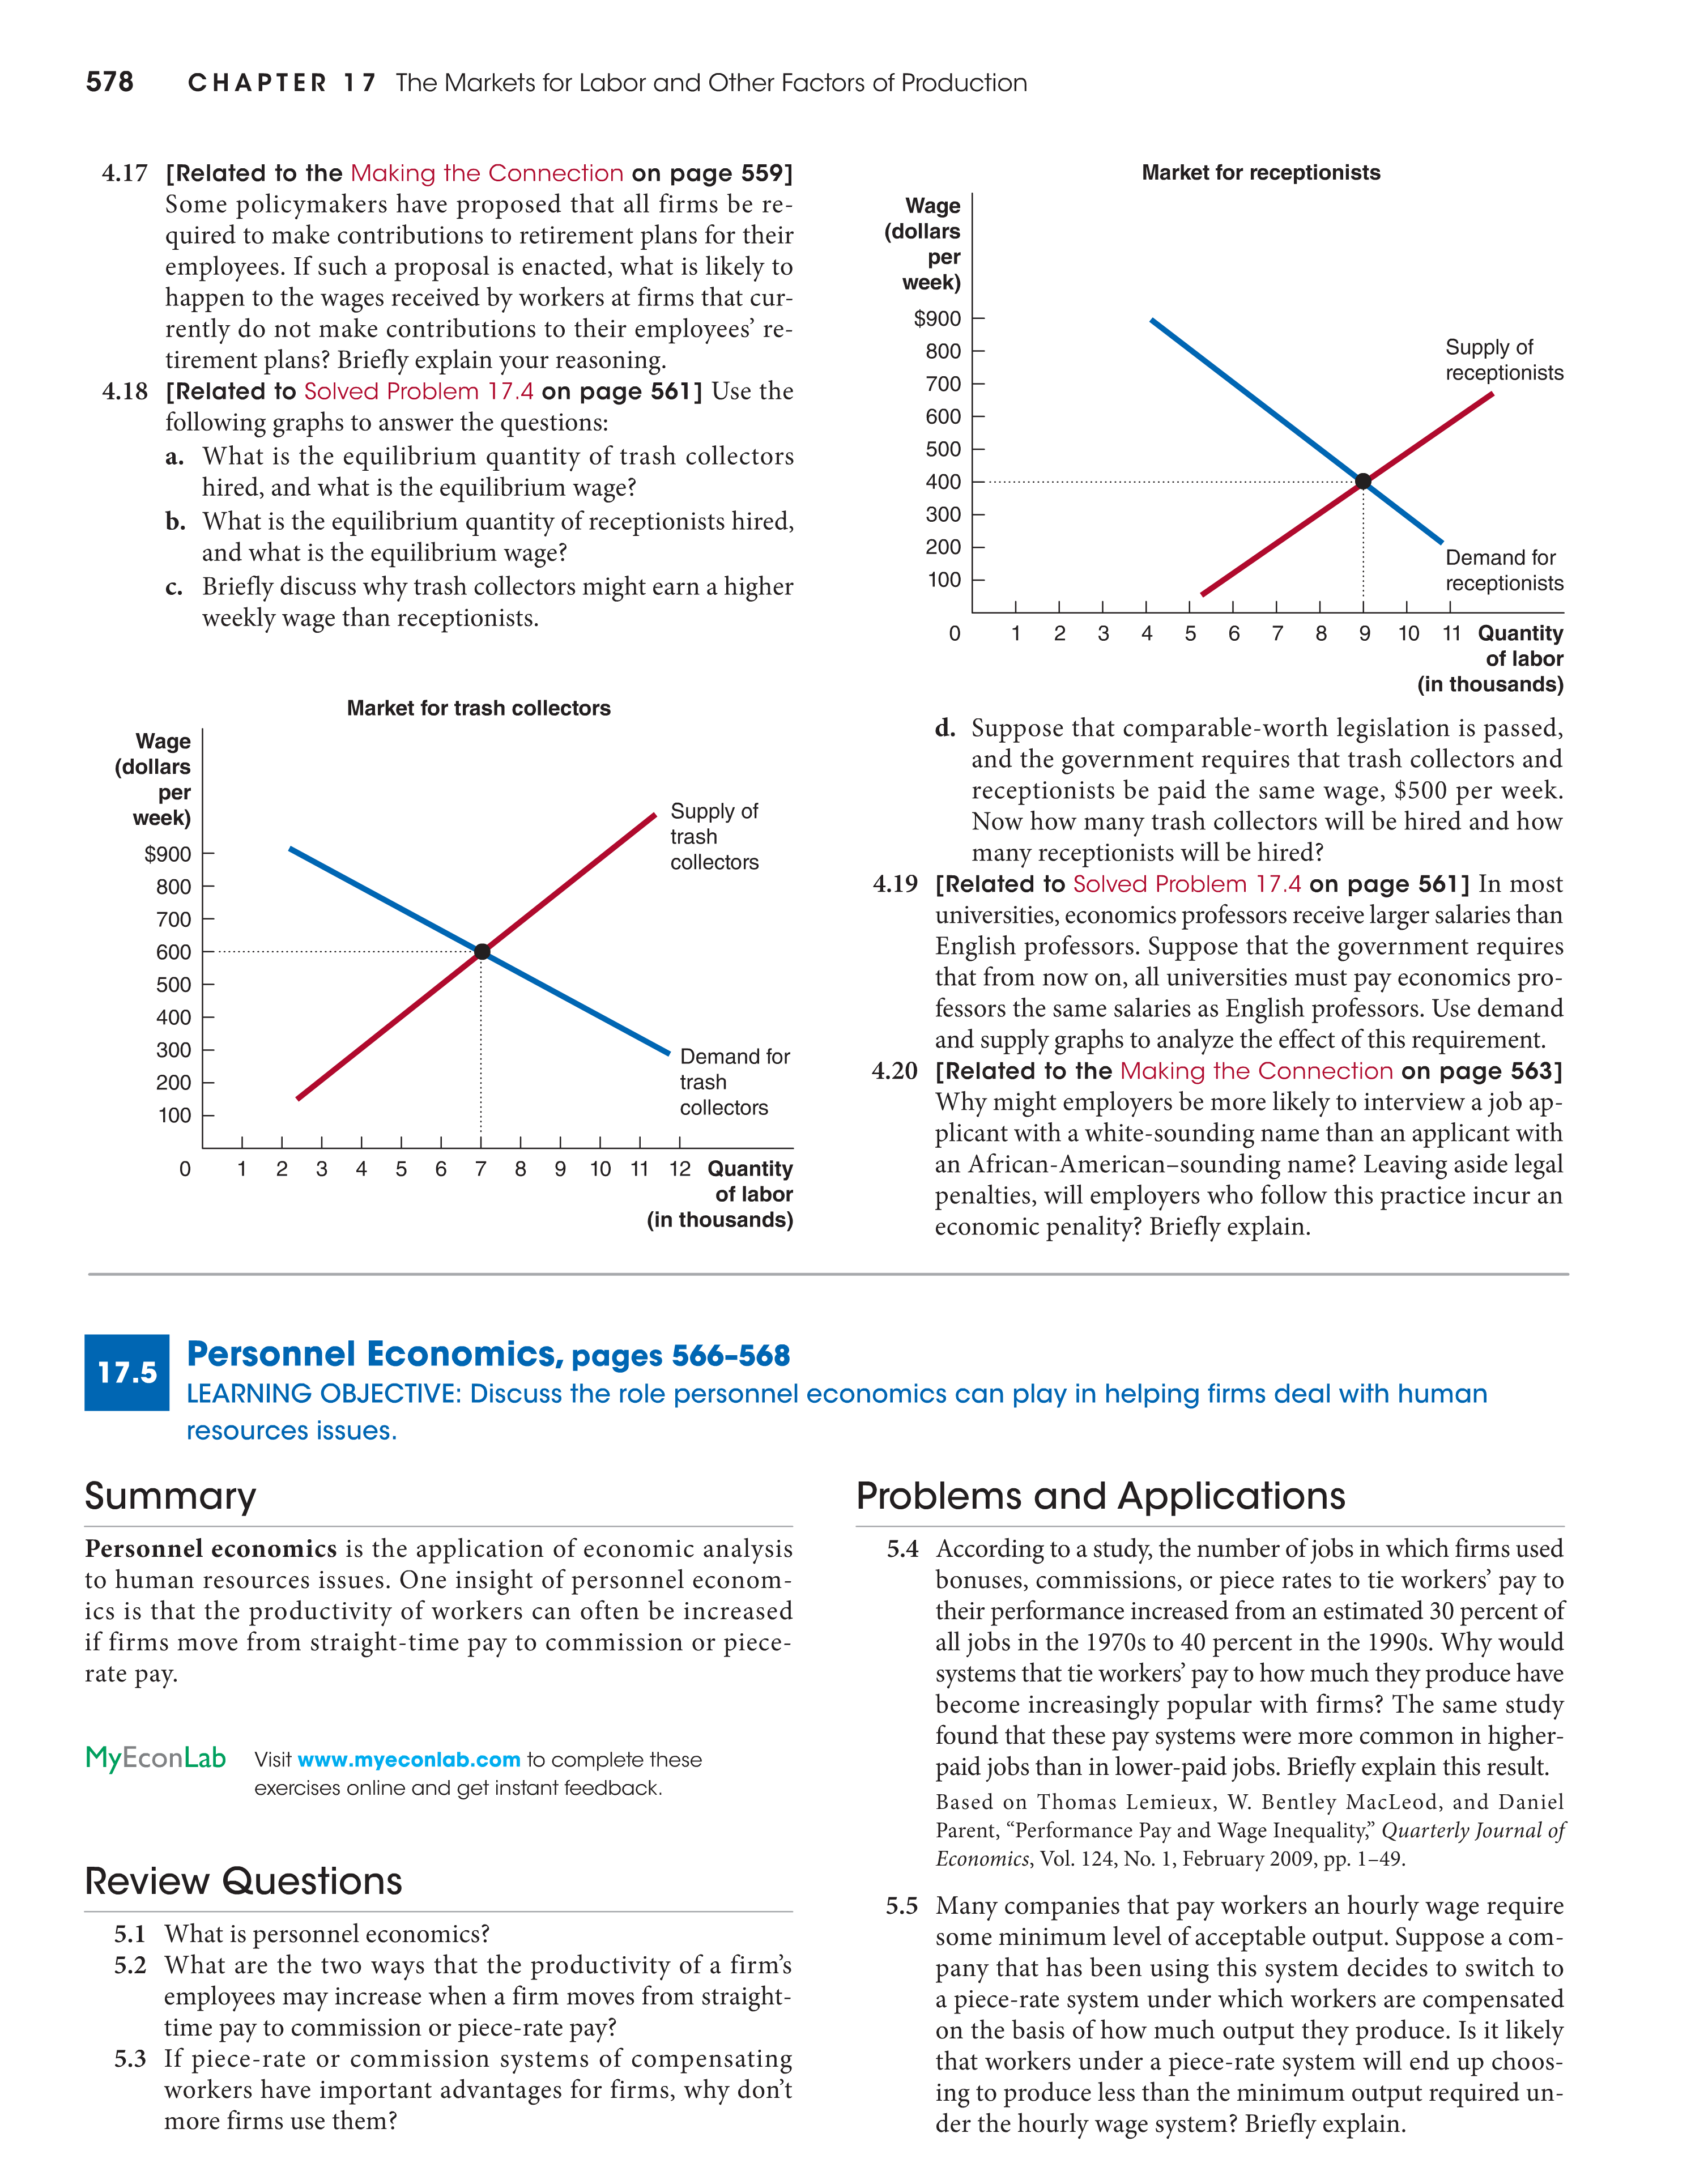 578 CHAPTER 17 The Markets for Labor and Other Factors of Production
4.17 [Related to the Making the Connection on page 559]
Some policymakers have proposed that all firms be re-
quired to make contributions to retirement plans for their
employees. If such a proposal is enacted, what is likely to
happen to the wages received by workers at firms that cur-
rently do not make contributions to their employees’ re-
tirement plans? Briefly explain your reasoning.
4.18 [Related to Solved Problem 17.4 on page 561] Use the
following graphs to answer the questions:
a. What is the equilibrium quantity of trash collectors
hired, and what is the equilibrium wage?
b. What is the equilibrium quantity of receptionists hired,
and what is the equilibrium wage?
c. Briefly discuss why trash collectors might earn a higher
weekly wage than receptionists.
Market for trash collectors
Wage
(dollars
per
week)
$900
800
700
600
500
400
300
200
100
Supply of
trash
collectors
Demand for
trash
collectors
0 1 2 3 4 5 6 7 8 9 10 11 12 Quantity
of labor
(in thousands)
Market for receptionists
Wage
(dollars
per
week)
$900
800
700
600
500
400
300
200
100
Supply of
receptionists
Demand for
receptionists
0 1 2 3 4 5 6 7 8 9 10 11 Quantity
of labor
(in thousands)
d. Suppose that comparable-worth legislation is passed,
and the government requires that trash collectors and
receptionists be paid the same wage, $500 per week.
Now how many trash collectors will be hired and how
many receptionists will be hired?
4.19 [Related to Solved Problem 17.4 on page 561] In most
universities, economics professors receive larger salaries than
English professors. Suppose that the government requires
that from now on, all universities must pay economics pro-
fessors the same salaries as English professors. Use demand
and supply graphs to analyze the effect of this requirement.
4.20 [Related to the Making the Connection on page 563]
Why might employers be more likely to interview a job ap-
plicant with a white-sounding name than an applicant with
an African-American–sounding name? Leaving aside legal
penalties, will employers who follow this practice incur an
economic penality? Briefly explain.
17.5 Personnel Economics, pages 566–568
LEARNING OBJECTIVE: Discuss the role personnel economics can play in helping firms deal with human
resources issues.
Summary
Personnel economics is the application of economic analysis
to human resources issues. One insight of personnel econom-
ics is that the productivity of workers can often be increased
if firms move from straight-time pay to commission or piece-
rate pay.
MyEconLab Visit www.myeconlab.com to complete these
exercises online and get instant feedback.
Review Questions
5.1 What is personnel economics?
5.2 What are the two ways that the productivity of a firm’s
employees may increase when a firm moves from straight-
time pay to commission or piece-rate pay?
5.3 If piece-rate or commission systems of compensating
workers have important advantages for firms, why don’t
more firms use them?
Problems and Applications
5.4 According to a study, the number of jobs in which firms used
bonuses, commissions, or piece rates to tie workers’ pay to
their performance increased from an estimated 30 percent of
all jobs in the 1970s to 40 percent in the 1990s. Why would
systems that tie workers’ pay to how much they produce have
become increasingly popular with firms? The same study
found that these pay systems were more common in higher-
paid jobs than in lower-paid jobs. Briefly explain this result.
Based on Thomas Lemieux, W. Bentley MacLeod, and Daniel
Parent, “Performance Pay and Wage Inequality,” Quarterly Journal of
Economics, Vol. 124, No. 1, February 2009, pp. 1–49.
5.5 Many companies that pay workers an hourly wage require
some minimum level of acceptable output. Suppose a com-
pany that has been using this system decides to switch to
a piece-rate system under which workers are compensated
on the basis of how much output they produce. Is it likely
that workers under a piece-rate system will end up choos-
ing to produce less than the minimum output required un-
der the hourly wage system? Briefly explain.